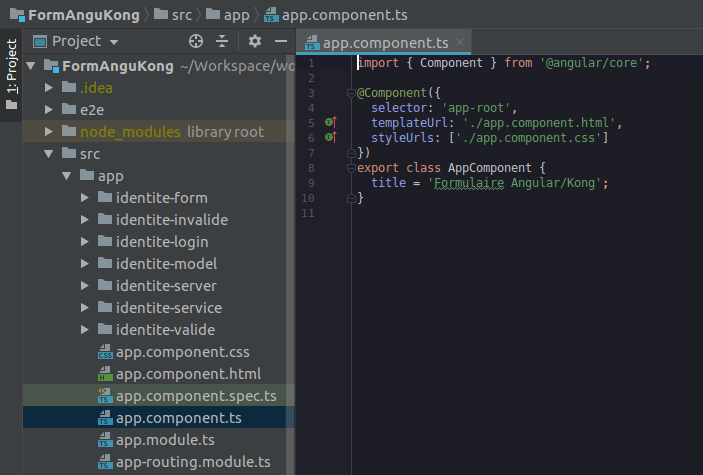 FormAnguKong src app app.component.ts
1: Project
Project
FormAnguKong ~/Workspace/wo
.idea
e2e
node_modules library root
src
app
identite-form
identite-invalide
identite-login
identite-model
identite-server
identite-service
identite-valide
app.component.css
app.component.html
app.component.spec.ts
app.component.ts
app.module.ts
app-routing.module.ts
app.component.ts
1 import { Component } from '@angular/core';
2
3 @Component({
4 selector: 'app-root',
5 templateUrl: './app.component.html',
6 styleUrls: ['./app.component.css']
7 })
8 export class AppComponent {
9 title = 'Formulaire Angular/Kong';
10 }
11